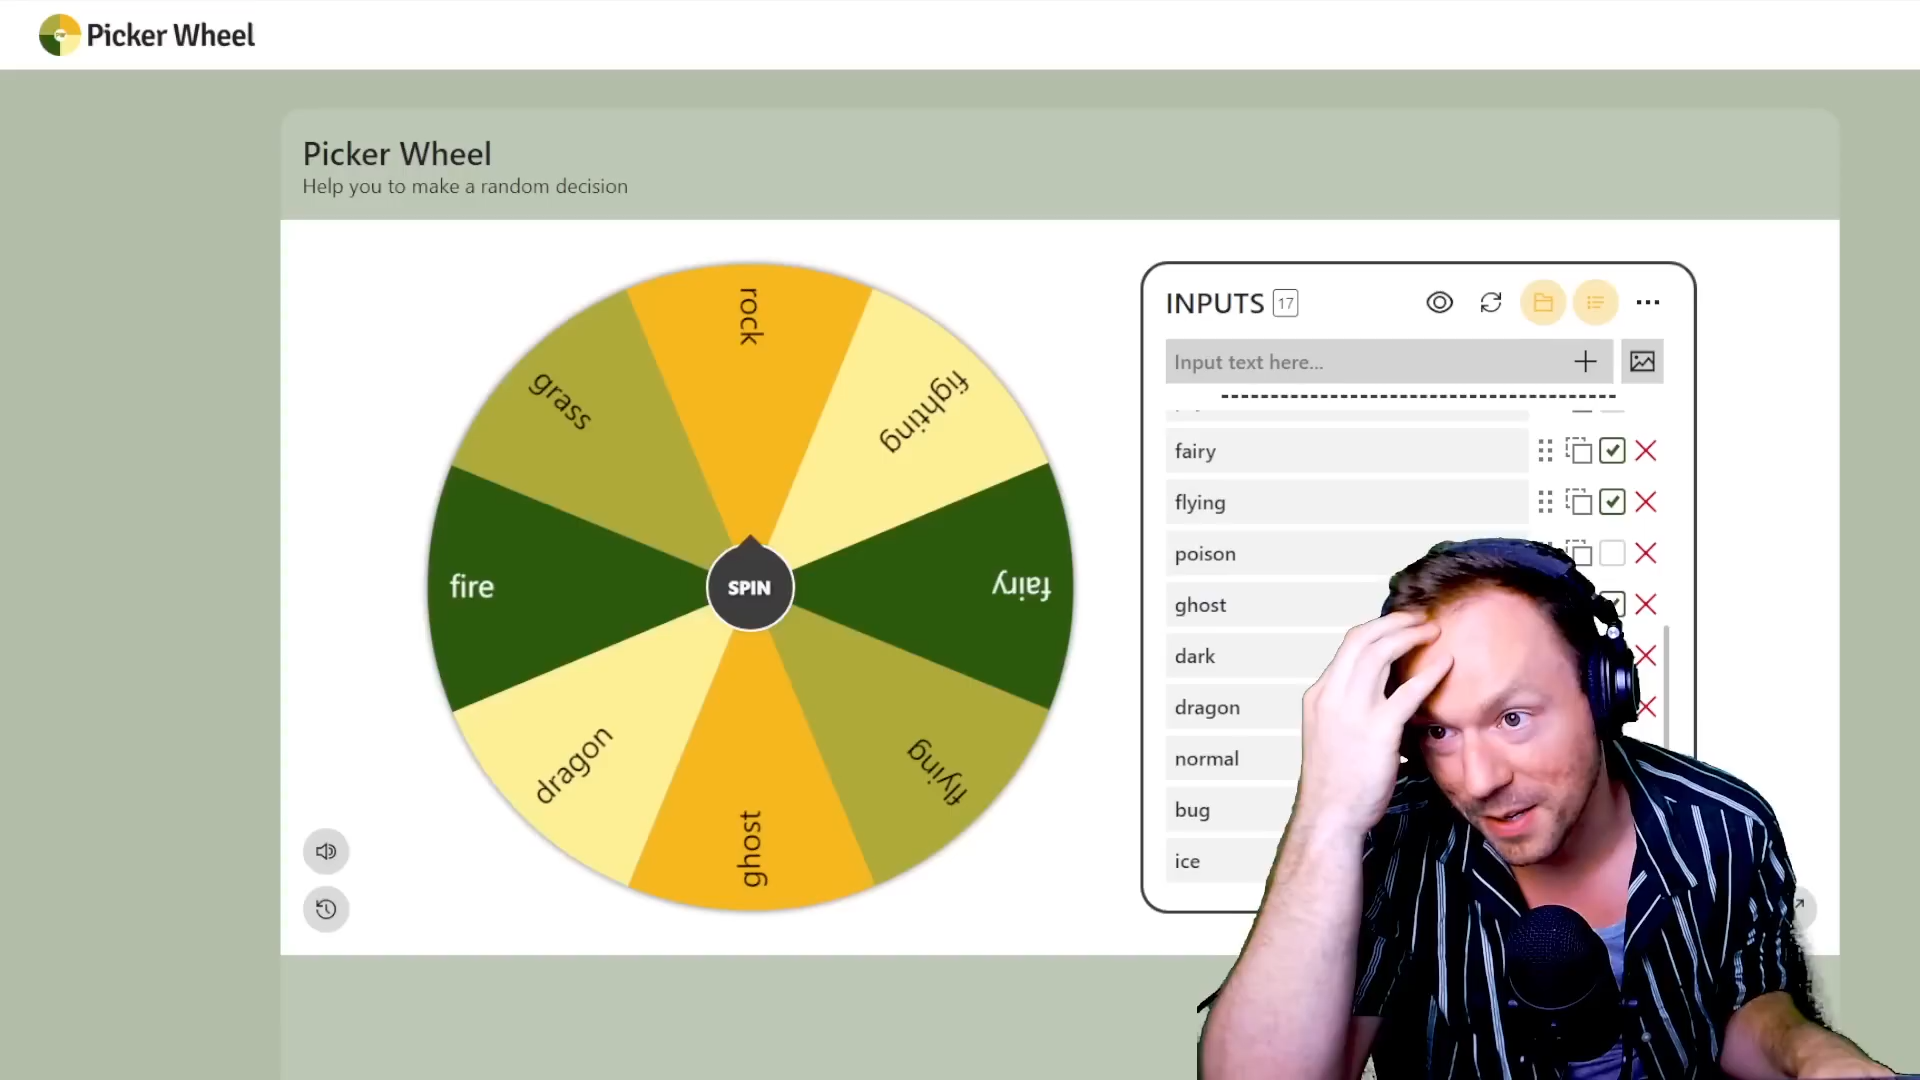 Picker Wheel
Picker Wheel
Help you to make a random decision
rock
fighting
grass
fire
fairy
SPIN
dragon
flying
ghost
INPUTS 17
Input text here...
fairy
flying
poison
ghost
dark
dragon
normal
bug
ice